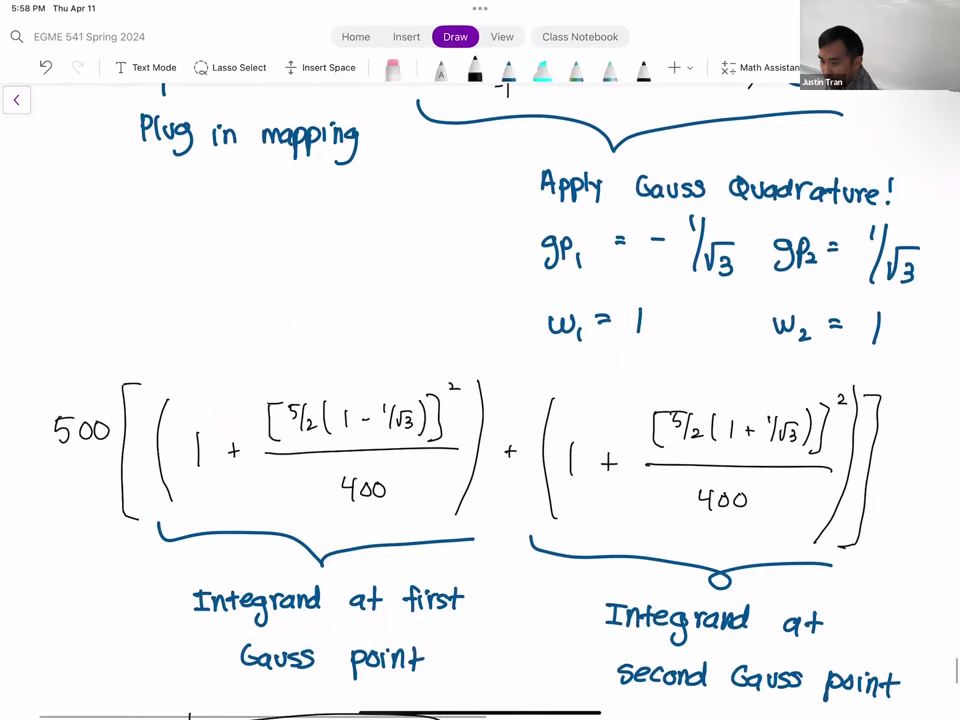 5:58 PM Thu Apr 11
EGME 541 Spring 2024
Home Insert Draw View Class Notebook
Text Mode Lasso Select Insert Space A Math Assistan
Justin Tran
Plug in mapping
Apply Gauss Quadrature!
gp₁ = - 1/√3 gp₂ = 1/√3
w₁ = 1 w₂ = 1
500 [ ( 1 + [5/2 (1 - 1/√3)]² / 400 ) + ( 1 + [5/2 (1 + 1/√3)]² / 400 ) ]
Integrand at first
Gauss point
Integrand at
second Gauss point